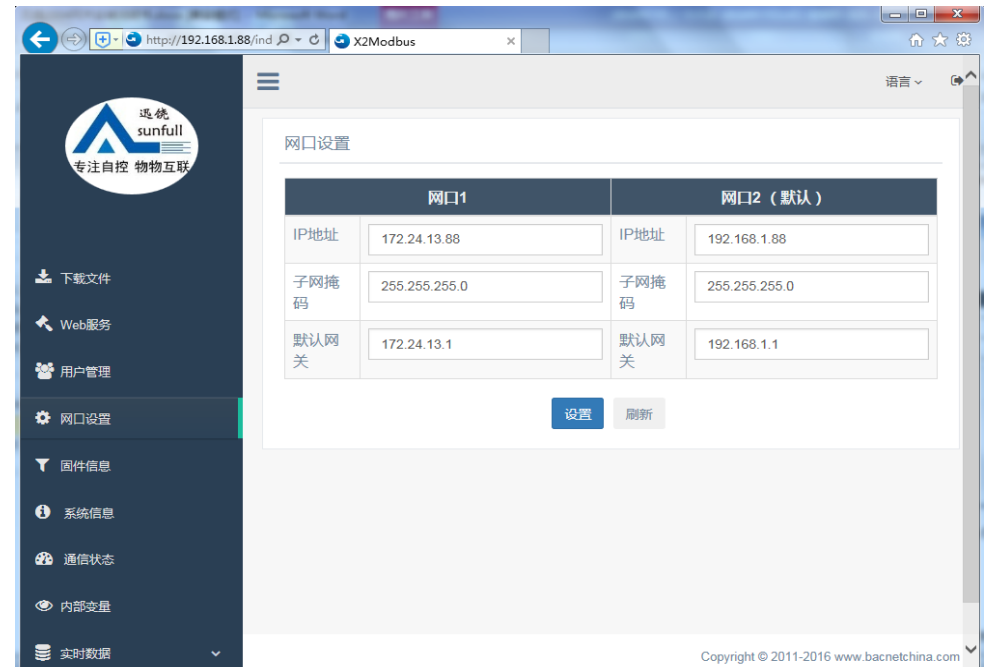 http://192.168.1.88/ind
X2Modbus
迅饶
sunfull
专注自控 物物互联
下载文件
Web服务
用户管理
网口设置
固件信息
系统信息
通信状态
内部变量
实时数据
语言
网口设置
网口1 网口2（默认）
IP地址 172.24.13.88 IP地址 192.168.1.88
子网掩码 255.255.255.0 子网掩码 255.255.255.0
默认网关 172.24.13.1 默认网关 192.168.1.1
设置 刷新
Copyright © 2011-2016 www.bacnetchina.com